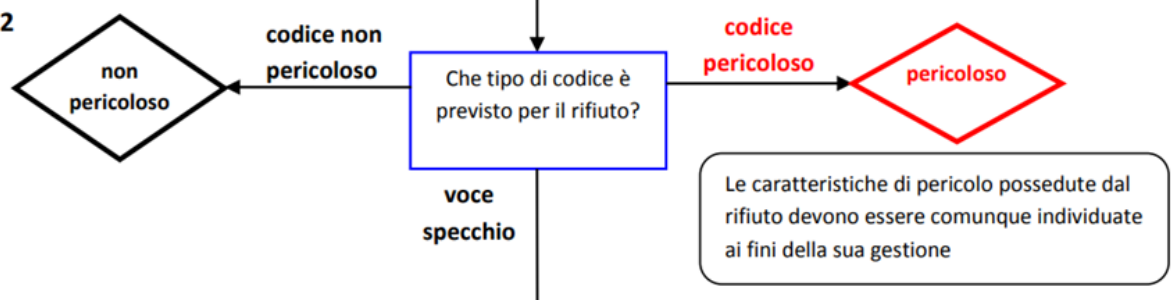 2
non
pericoloso
codice non
pericoloso
Che tipo di codice è
previsto per il rifiuto?
codice
pericoloso
pericoloso
voce
specchio
Le caratteristiche di pericolo possedute dal
rifiuto devono essere comunque individuate
ai fini della sua gestione